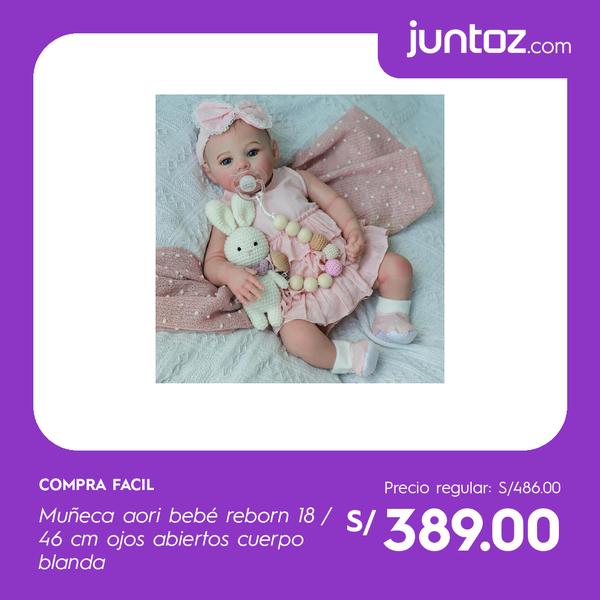 juntoz.com
COMPRA FACIL
Muñeca aori bebé reborn 18 /
46 cm ojos abiertos cuerpo
blanda
Precio regular: S/486.00
S/ 389.00